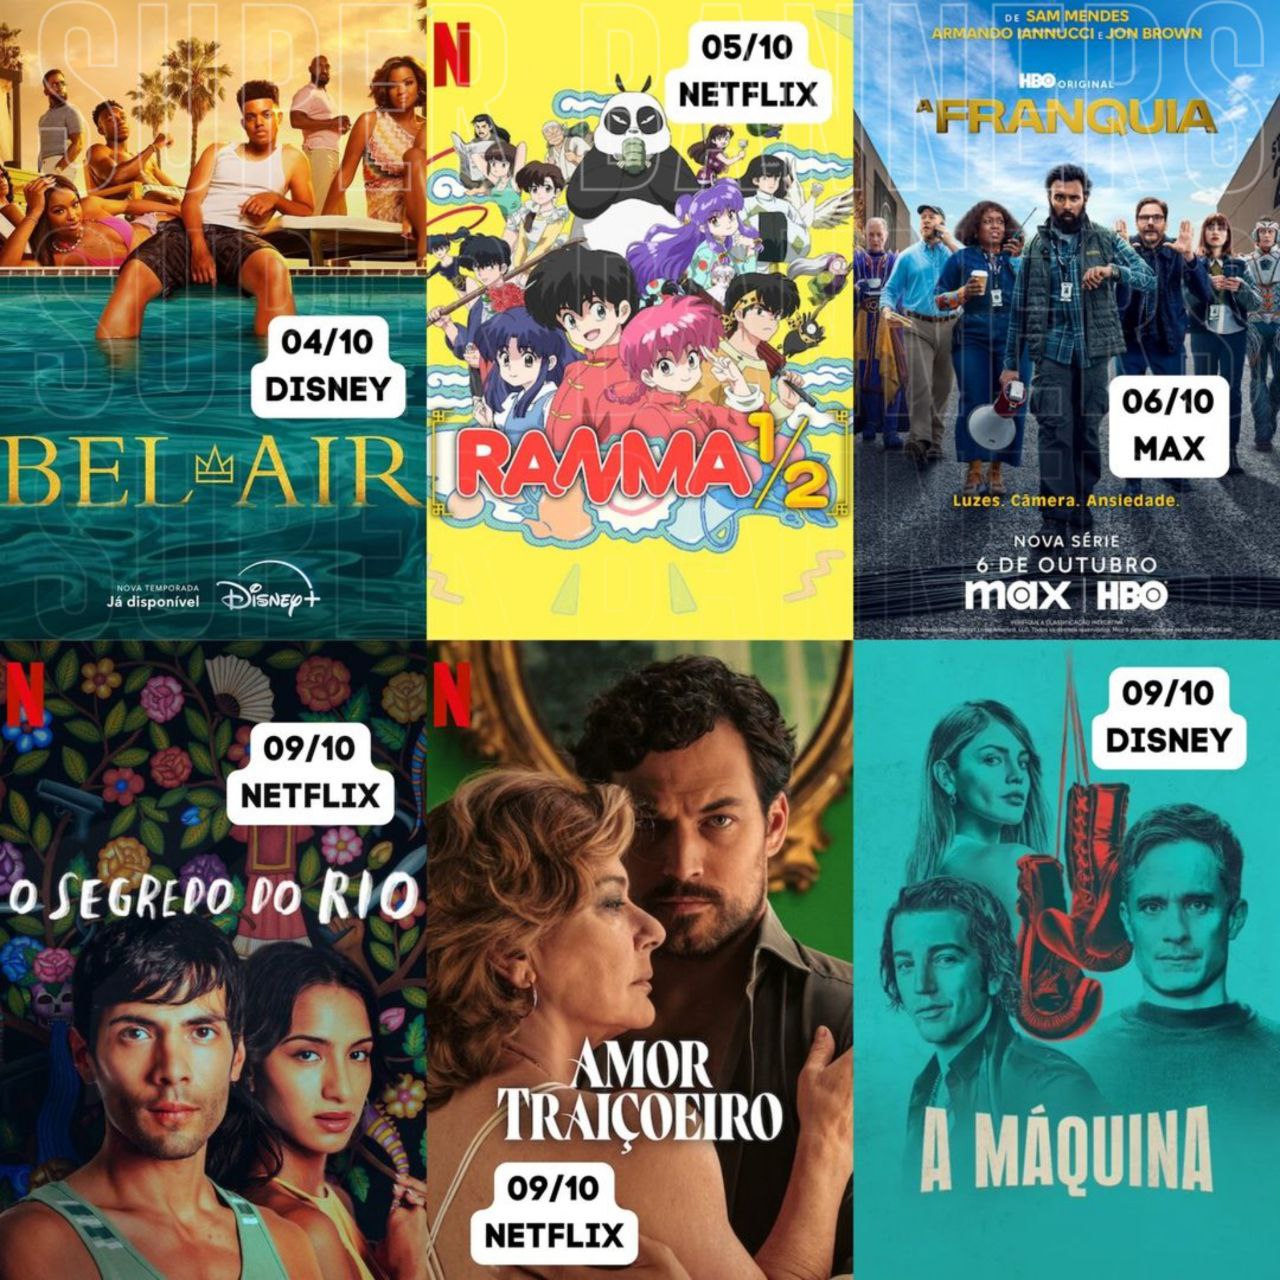 SUPER BANNERS
04/10
DISNEY
BEL AIR
NOVA TEMPORADA
Já disponível
Disney+
N
05/10
NETFLIX
RANMA 1/2
DE SAM MENDES
ARMANDO IANNUCCI E JON BROWN
HBO ORIGINAL
A FRANQUIA
06/10
MAX
Luzes. Câmera. Ansiedade.
NOVA SÉRIE
6 DE OUTUBRO
max HBO
N
09/10
NETFLIX
O SEGREDO DO RIO
N
AMOR
TRAIÇOEIRO
09/10
NETFLIX
09/10
DISNEY
A MÁQUINA